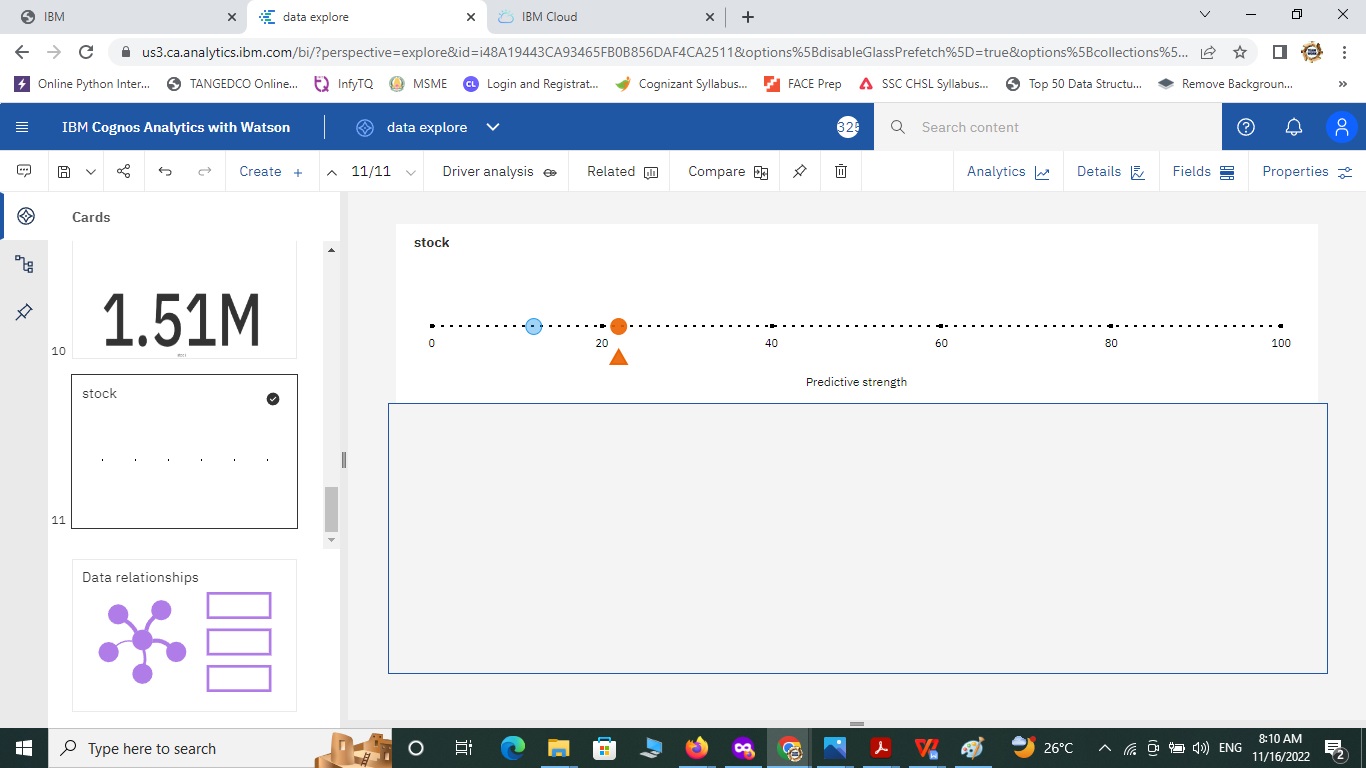 IBM
data explore
IBM Cloud
us3.ca.analytics.ibm.com/bi/?perspective=explore&id=i48A19443CA93465FB0B856DAF4CA2511&options%5BdisableGlassPrefetch%5D=true&options%5Bcollections%5...
Online Python Inter...
TANGEDCO Online...
InfyTQ
MSME
CL Login and Registrat...
Cognizant Syllabus...
FACE Prep
SSC CHSL Syllabus...
Top 50 Data Structu...
Remove Backgroun...
»
IBM Cognos Analytics with Watson
data explore
325
Search content
Create +
11/11
Driver analysis
Related
Compare
Analytics
Details
Fields
Properties
Cards
1.51M
10
stock
11
Data relationships
stock
0 20 40 60 80 100
Predictive strength
Type here to search
26°C
ENG
8:10 AM
11/16/2022
2